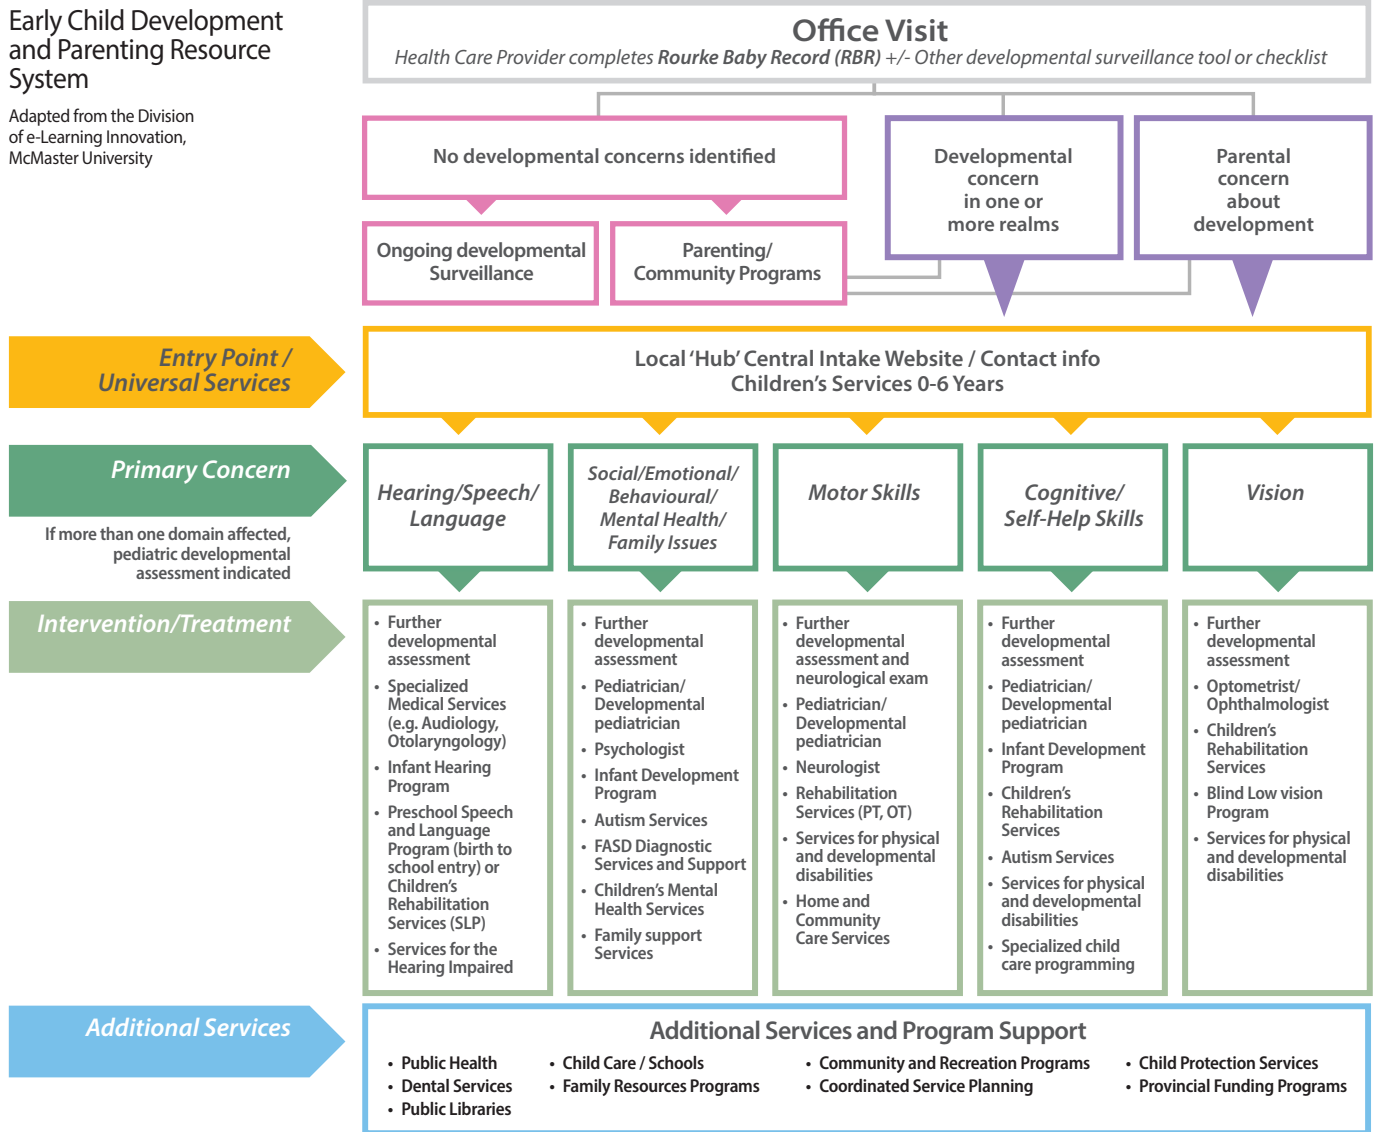 Early Child Development
and Parenting Resource
System
Adapted from the Division
of e-Learning Innovation,
McMaster University
Office Visit
Health Care Provider completes Rourke Baby Record (RBR) +/- Other developmental surveillance tool or checklist
No developmental concerns identified
Developmental
concern
in one or
more realms
Parental
concern
about
development
Ongoing developmental
Surveillance
Parenting/
Community Programs
Entry Point /
Universal Services
Local ‘Hub’ Central Intake Website / Contact info
Children’s Services 0-6 Years
Primary Concern
If more than one domain affected,
pediatric developmental
assessment indicated
Hearing/Speech/
Language
Social/Emotional/
Behavioural/
Mental Health/
Family Issues
Motor Skills
Cognitive/
Self-Help Skills
Vision
Intervention/Treatment
• Further
developmental
assessment
• Specialized
Medical Services
(e.g. Audiology,
Otolaryngology)
• Infant Hearing
Program
• Preschool Speech
and Language
Program (birth to
school entry) or
Children’s
Rehabilitation
Services (SLP)
• Services for the
Hearing Impaired
• Further
developmental
assessment
• Pediatrician/
Developmental
pediatrician
• Psychologist
• Infant Development
Program
• Autism Services
• FASD Diagnostic
Services and Support
• Children’s Mental
Health Services
• Family support
Services
• Further
developmental
assessment and
neurological exam
• Pediatrician/
Developmental
pediatrician
• Neurologist
• Rehabilitation
Services (PT, OT)
• Services for physical
and developmental
disabilities
• Home and
Community
Care Services
• Further
developmental
assessment
• Pediatrician/
Developmental
pediatrician
• Infant Development
Program
• Children’s
Rehabilitation
Services
• Autism Services
• Services for physical
and developmental
disabilities
• Specialized child
care programming
• Further
developmental
assessment
• Optometrist/
Ophthalmologist
• Children’s
Rehabilitation
Services
• Blind Low vision
Program
• Services for physical
and developmental
disabilities
Additional Services
Additional Services and Program Support
• Public Health
• Dental Services
• Public Libraries
• Child Care / Schools
• Family Resources Programs
• Community and Recreation Programs
• Coordinated Service Planning
• Child Protection Services
• Provincial Funding Programs